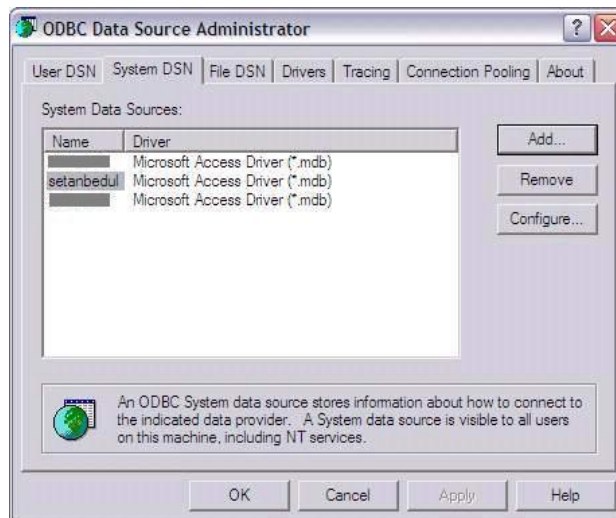 ODBC Data Source Administrator
User DSN System DSN File DSN Drivers Tracing Connection Pooling About
System Data Sources:
Name Driver
Microsoft Access Driver (*.mdb)
setanbedul Microsoft Access Driver (*.mdb)
Microsoft Access Driver (*.mdb)
Add...
Remove
Configure...
An ODBC System data source stores information about how to connect to
the indicated data provider. A System data source is visible to all users
on this machine, including NT services.
OK Cancel Apply Help